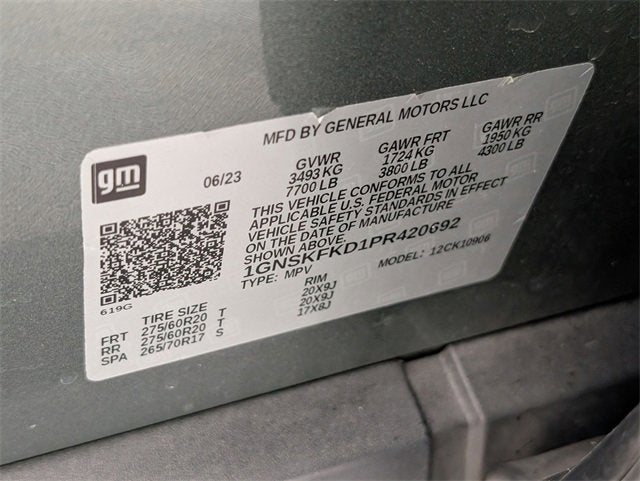 MFD BY GENERAL MOTORS LLC
gm
06/23
GVWR GAWR FRT GAWR RR
3493 KG 1724 KG 1950 KG
7700 LB 3800 LB 4300 LB
THIS VEHICLE CONFORMS TO ALL
APPLICABLE U.S. FEDERAL MOTOR
VEHICLE SAFETY STANDARDS IN EFFECT
ON THE DATE OF MANUFACTURE
SHOWN ABOVE.
1GNSKFKD1PR420692
TYPE: MPV MODEL: 12CK10906
619G
TIRE SIZE RIM
FRT 275/60R20 T 20X9J
RR 275/60R20 T 20X9J
SPA 265/70R17 S 17X8J